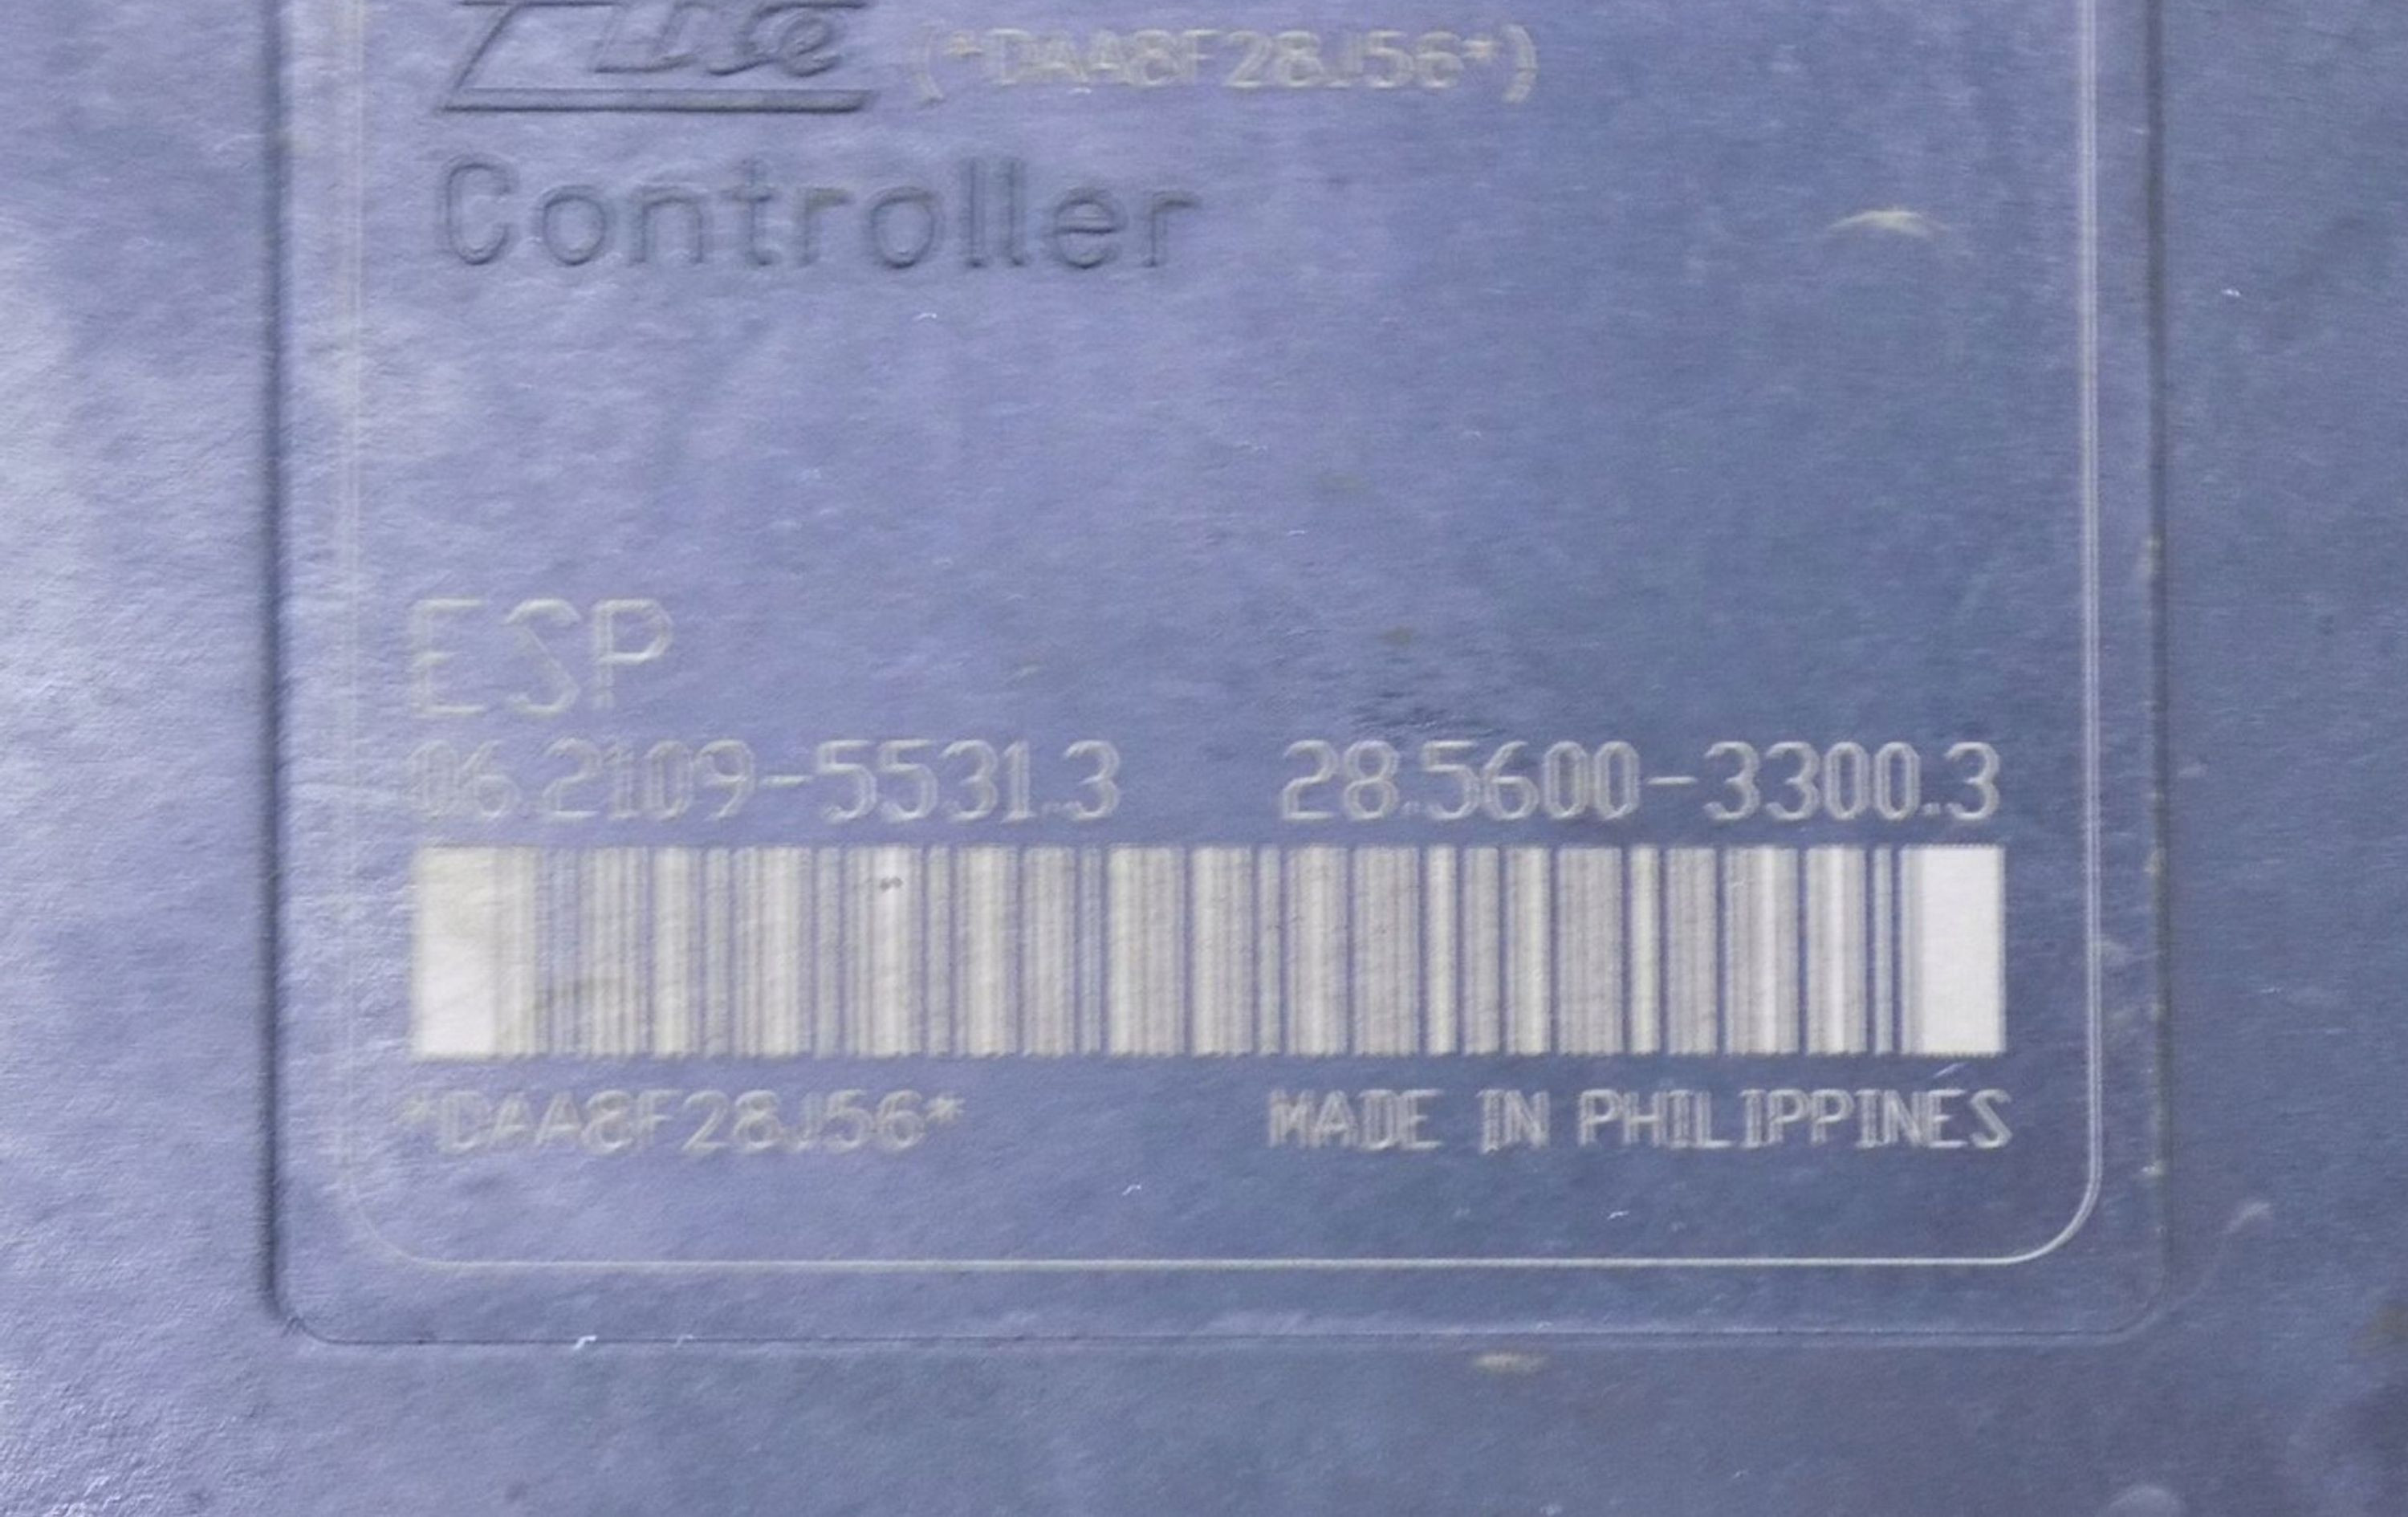 (*DAA8F28J56*)
Controller
ESP
06.2109-5531.3 28.5600-3300.3
*DAA8F28J56* MADE IN PHILIPPINES